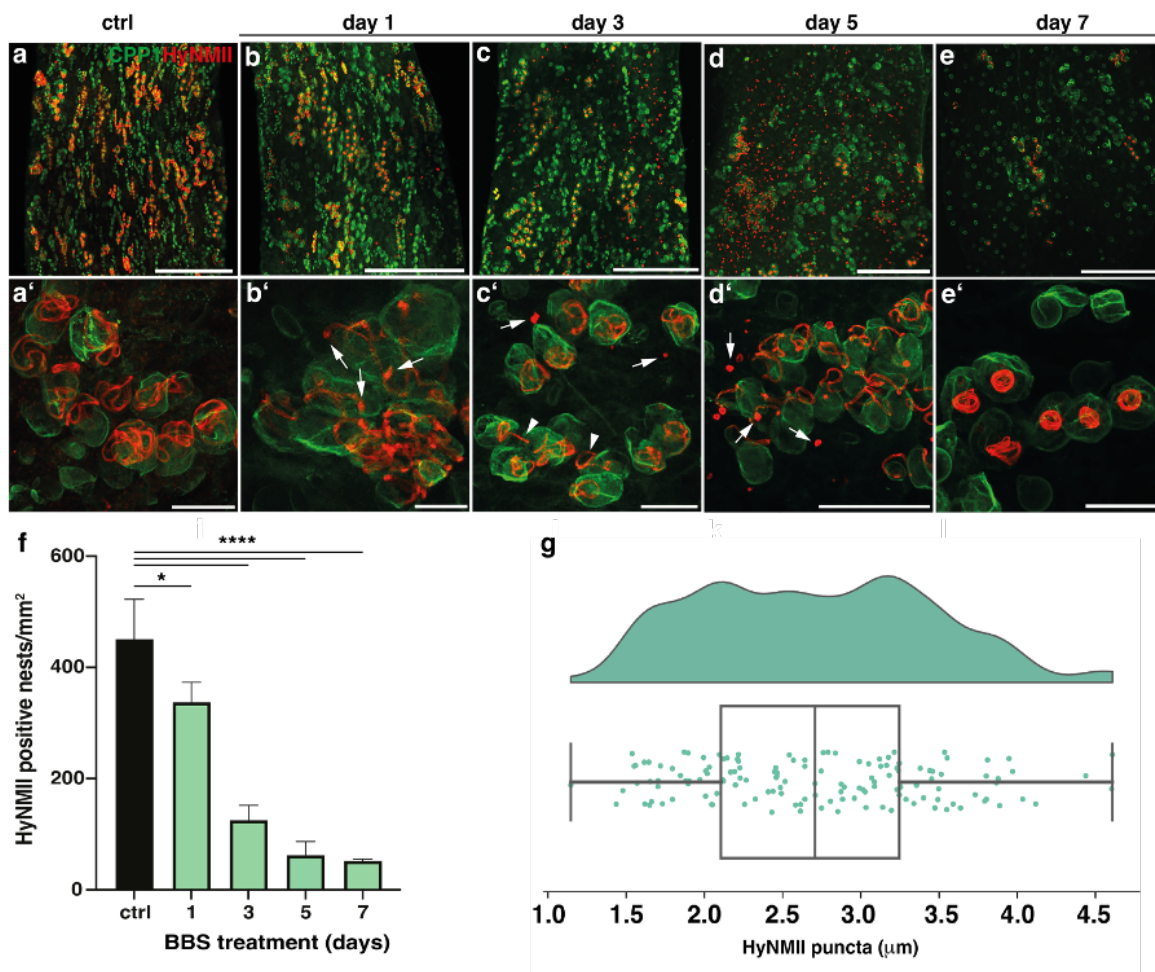 ctrl day 1 day 3 day 5 day 7
a b c d e
CPP1HyNMII
a' b' c' d' e'
f
600
400
200
0
HyNMII positive nests/mm²
****
*
ctrl 1 3 5 7
BBS treatment (days)
g
1.0 1.5 2.0 2.5 3.0 3.5 4.0 4.5
HyNMII puncta (μm)